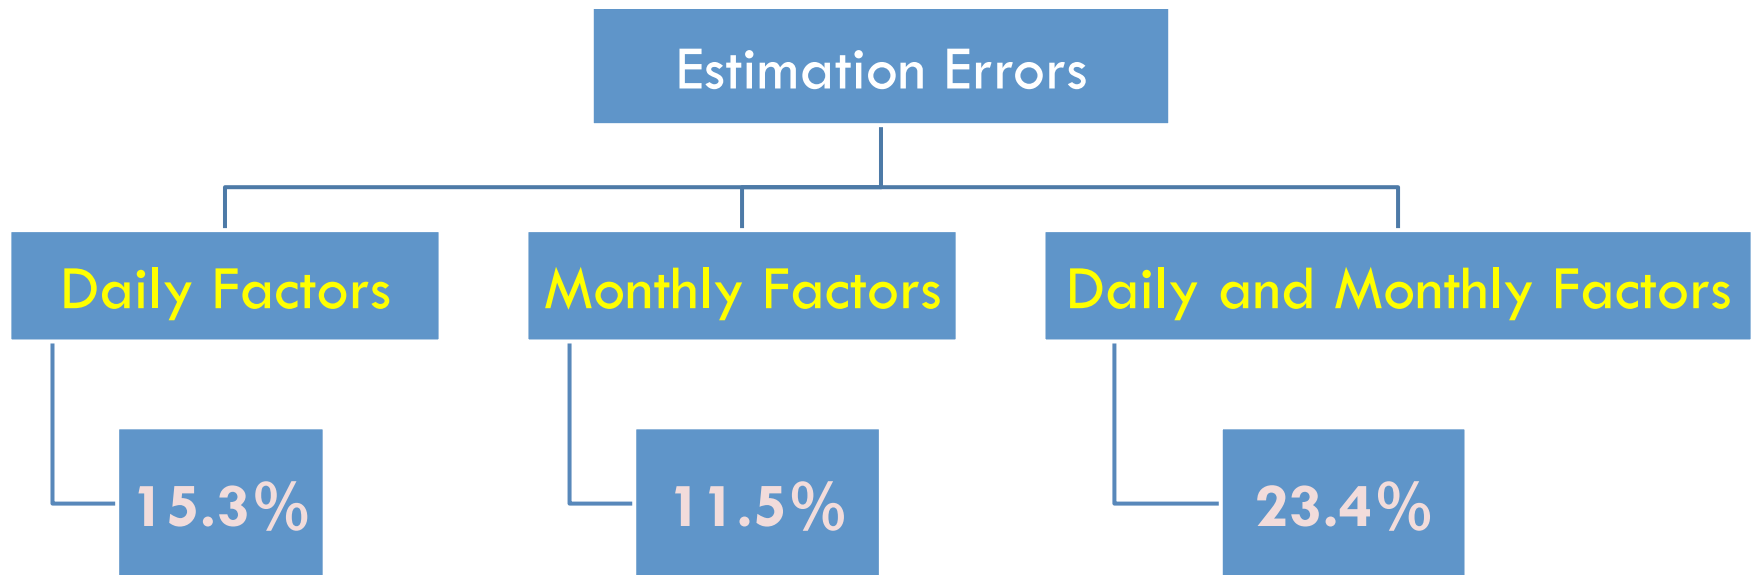 Estimation Errors
Daily Factors
Monthly Factors
Daily and Monthly Factors
15.3%
11.5%
23.4%